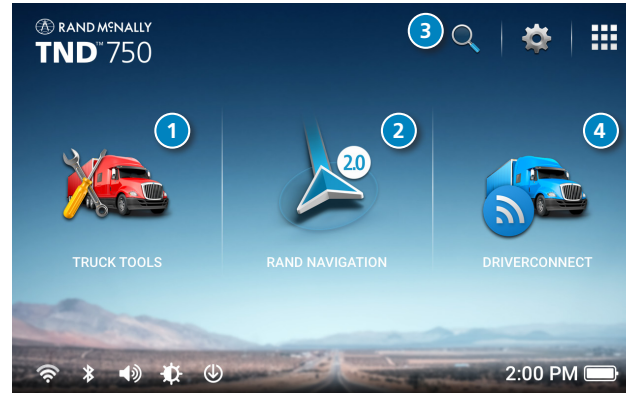 RAND MCNALLY
TND™ 750
3
1
2
4
2.0
TRUCK TOOLS
RAND NAVIGATION
DRIVERCONNECT
2:00 PM